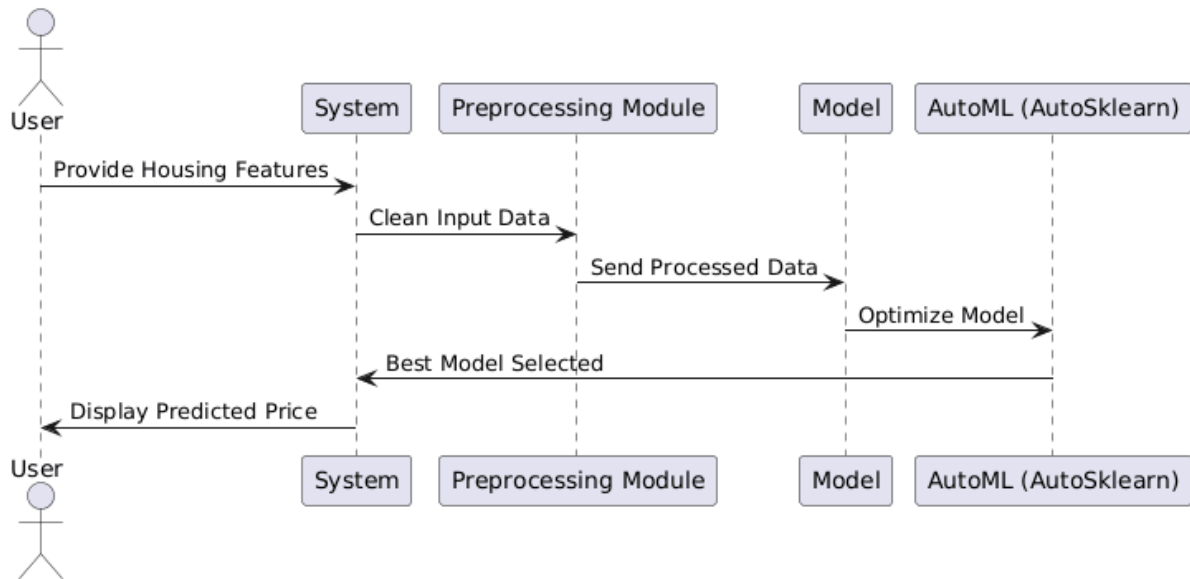 User
System
Preprocessing Module
Model
AutoML (AutoSklearn)
Provide Housing Features
Clean Input Data
Send Processed Data
Optimize Model
Best Model Selected
Display Predicted Price
User
System
Preprocessing Module
Model
AutoML (AutoSklearn)